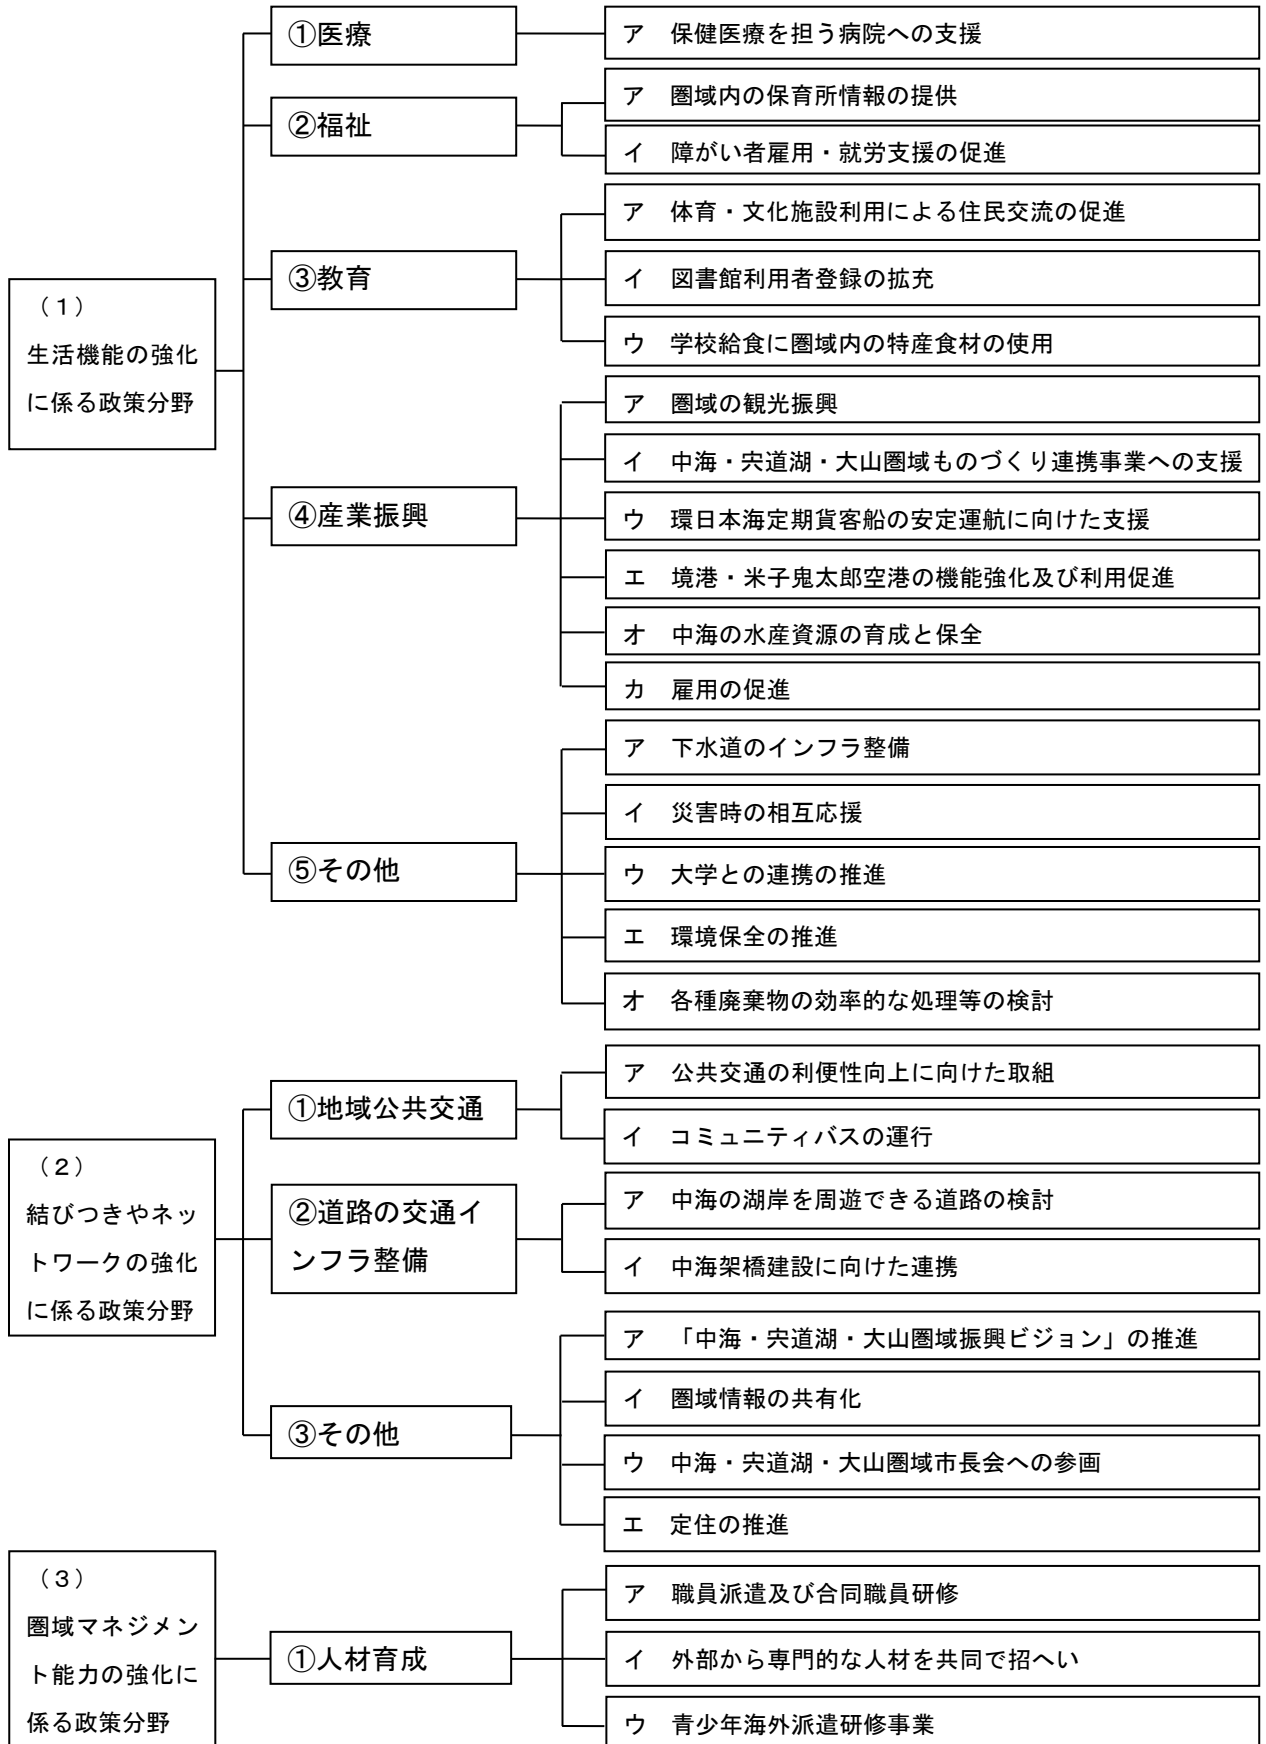 (1)
生活機能の強化
に係る政策分野
①医療
ア 保健医療を担う病院への支援
②福祉
ア 圏域内の保育所情報の提供
イ 障がい者雇用・就労支援の促進
③教育
ア 体育・文化施設利用による住民交流の促進
イ 図書館利用者登録の拡充
ウ 学校給食に圏域内の特産食材の使用
④産業振興
ア 圏域の観光振興
イ 中海・宍道湖・大山圏域ものづくり連携事業への支援
ウ 環日本海定期貨客船の安定運航に向けた支援
エ 境港・米子鬼太郎空港の機能強化及び利用促進
オ 中海の水産資源の育成と保全
カ 雇用の促進
⑤その他
ア 下水道のインフラ整備
イ 災害時の相互応援
ウ 大学との連携の推進
エ 環境保全の推進
オ 各種廃棄物の効率的な処理等の検討
(2)
結びつきやネッ
トワークの強化
に係る政策分野
①地域公共交通
ア 公共交通の利便性向上に向けた取組
イ コミュニティバスの運行
②道路の交通イ
ンフラ整備
ア 中海の湖岸を周遊できる道路の検討
イ 中海架橋建設に向けた連携
③その他
ア 「中海・宍道湖・大山圏域振興ビジョン」の推進
イ 圏域情報の共有化
ウ 中海・宍道湖・大山圏域市長会への参画
エ 定住の推進
(3)
圏域マネジメン
ト能力の強化に
係る政策分野
①人材育成
ア 職員派遣及び合同職員研修
イ 外部から専門的な人材を共同で招へい
ウ 青少年海外派遣研修事業